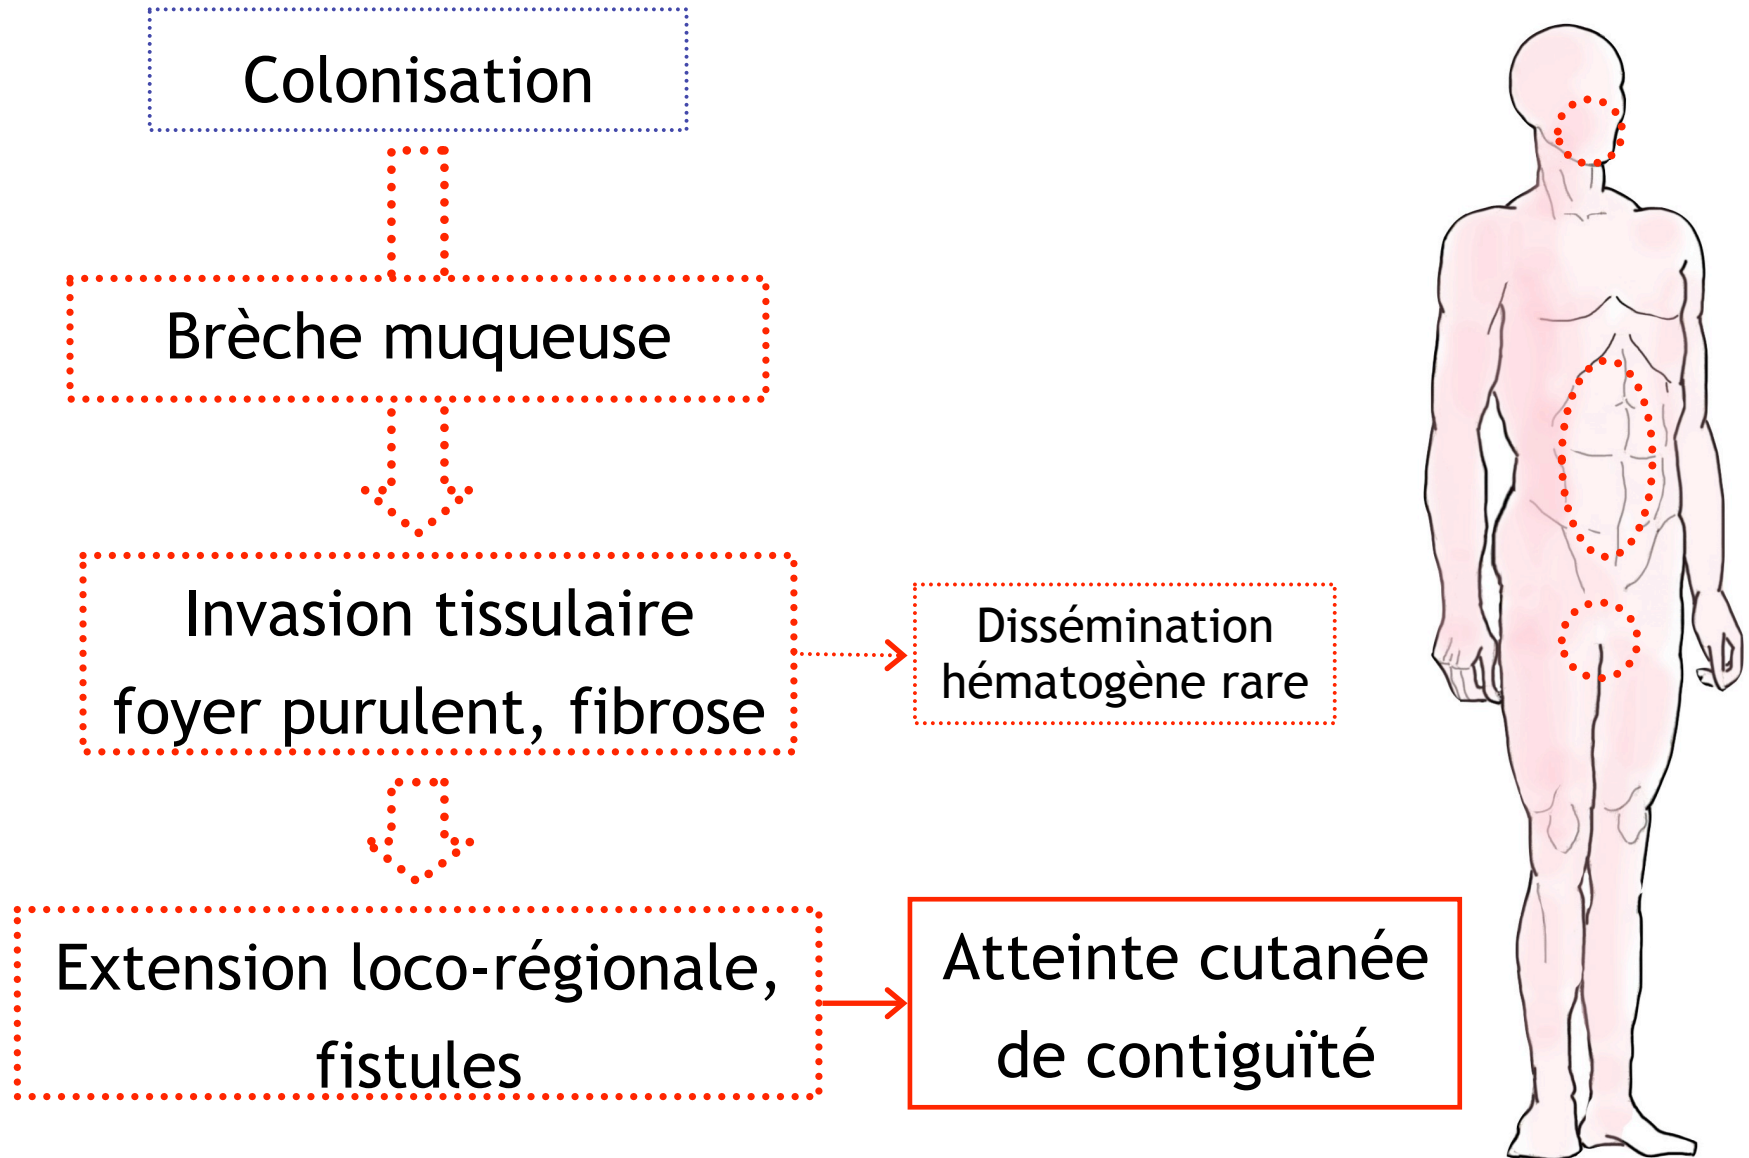 Colonisation
Brèche muqueuse
Invasion tissulaire
foyer purulent, fibrose
Dissémination
hématogène rare
Extension loco-régionale,
fistules
Atteinte cutanée
de contiguïté